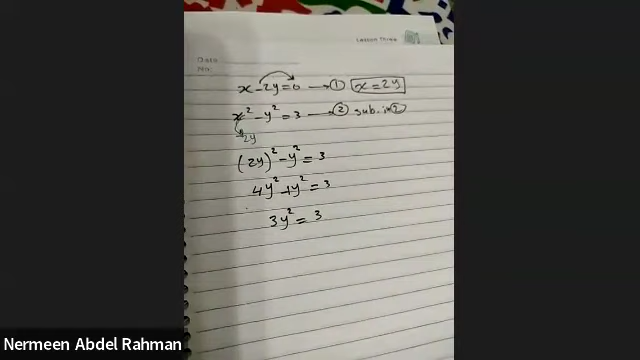 Lesson Three
Date
No.
x - 2y = 0 → ① x = 2y
x² - y² = 3 → ② sub. in ②
2y
(2y)² - y² = 3
4y² - 1y² = 3
3y² = 3
Nermeen Abdel Rahman